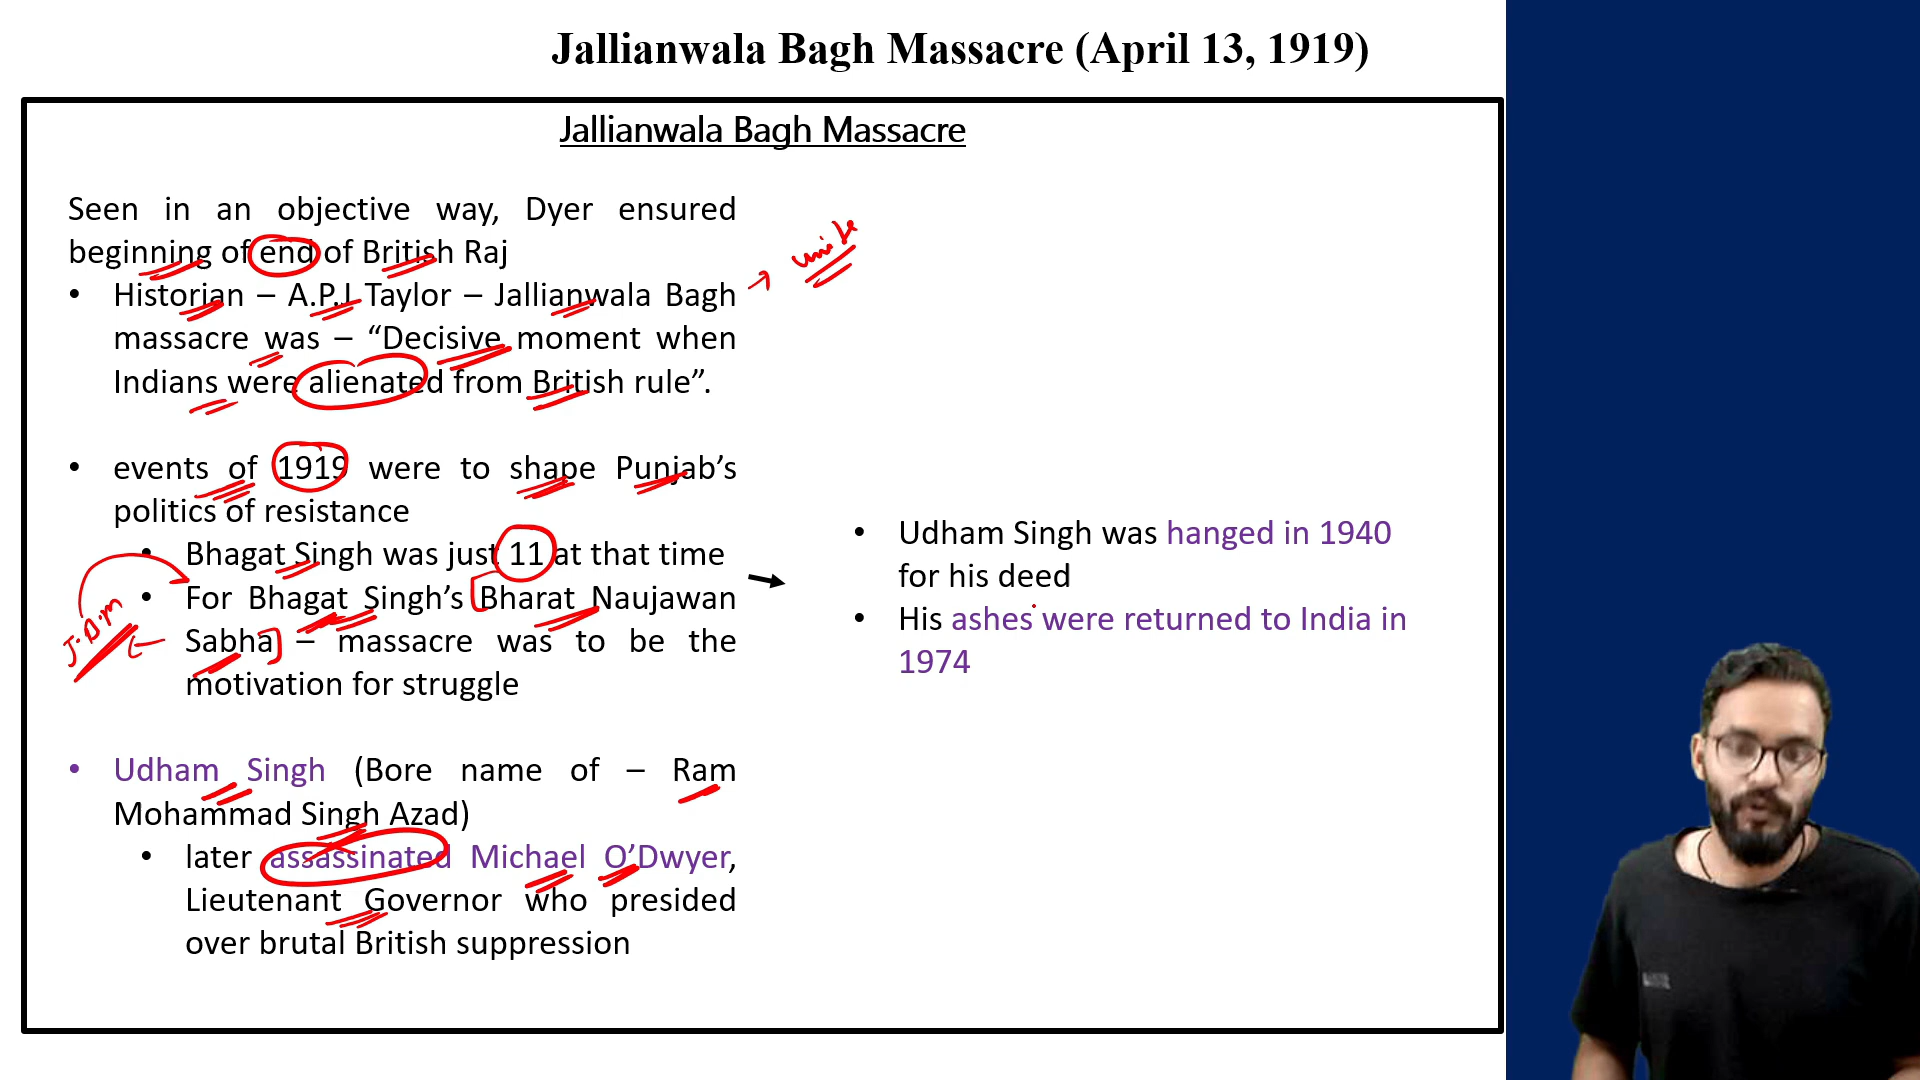 Jallianwala Bagh Massacre (April 13, 1919)
Jallianwala Bagh Massacre
Seen in an objective way, Dyer ensured
beginning of end of British Raj
unite
• Historian – A.P.J Taylor – Jallianwala Bagh
massacre was – “Decisive moment when
Indians were alienated from British rule”.
• events of 1919 were to shape Punjab’s
politics of resistance
• Bhagat Singh was just 11 at that time
• For Bhagat Singh’s Bharat Naujawan
Sabha – massacre was to be the
motivation for struggle
J.B.M
• Udham Singh (Bore name of – Ram
Mohammad Singh Azad)
• later assassinated Michael O’Dwyer,
Lieutenant Governor who presided
over brutal British suppression
• Udham Singh was hanged in 1940
for his deed
• His ashes were returned to India in
1974